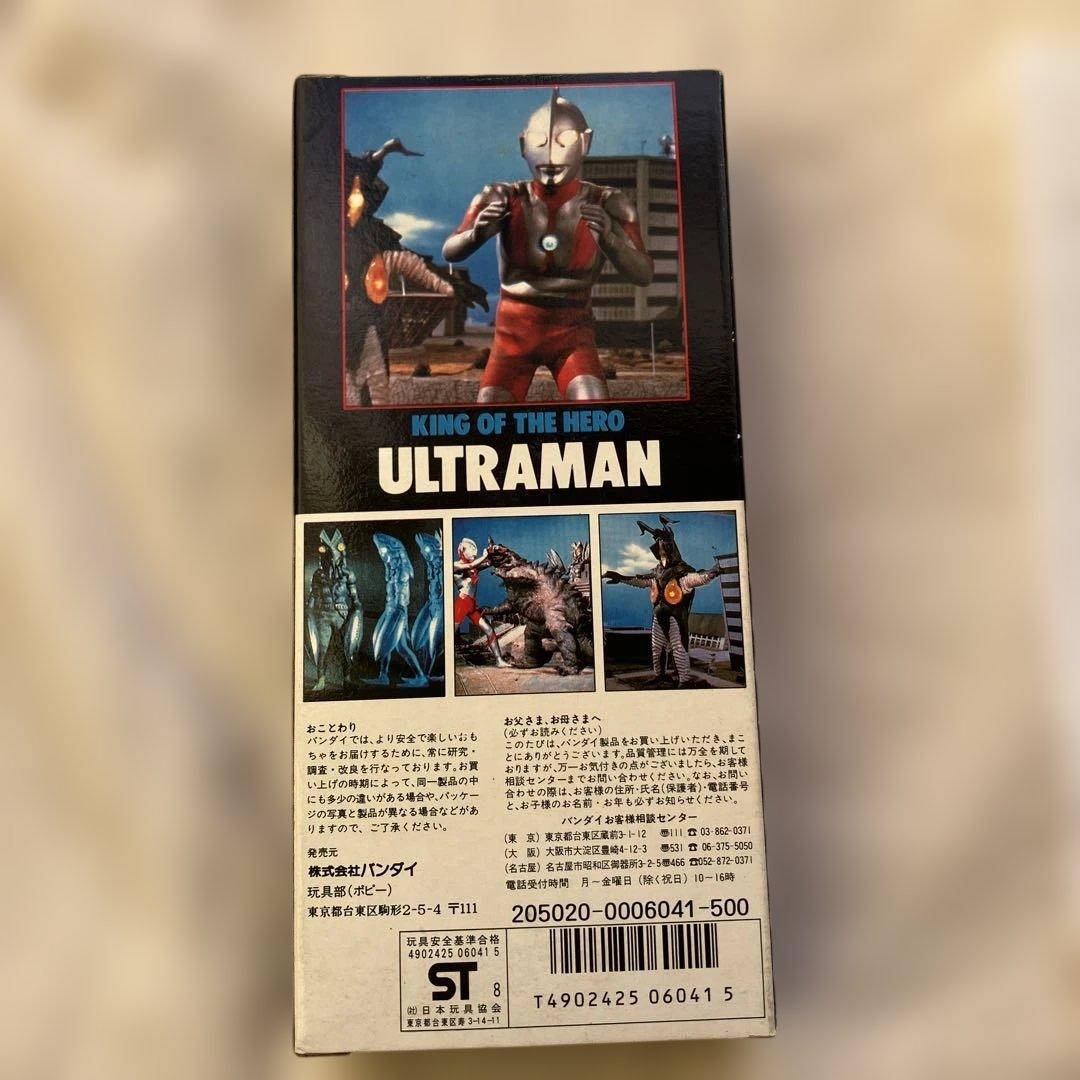 KING OF THE HERO
ULTRAMAN
おことわり
バンダイでは、より安全で楽しいおも
ちゃをお届けするために、常に研究・
調査・改良を行なっております。お買
い上げの時期によって、同一製品の中
にも多少の違いがある場合や、パッケー
ジの写真と製品が異なる場合などがあ
りますので、ご了承ください。
発売元
株式会社バンダイ
玩具部(ポピー)
東京都台東区駒形2-5-4 〒111
お父さま、お母さまへ
(必ずお読みください)
このたびは、バンダイ製品をお買い上げいただき、まこ
とにありがとうございます。品質管理には万全を期して
おりますが、万一お気付きの点がございましたら、お客様
相談センターまでお問い合わせください。なお、お問い
合わせの際は、お客様の住所・氏名(保護者)・電話番号
と、お子様のお名前・お年も必ずお知らせください。
バンダイお客様相談センター
(東 京) 東京都台東区蔵前3-1-12 〠111 ☎03-862-0371
(大 阪) 大阪市大淀区豊崎4-12-3 〠531 ☎06-375-5050
(名古屋) 名古屋市昭和区御器所3-2-5〠466 ☎052-872-0371
電話受付時間 月〜金曜日(除く祝日)10〜16時
205020-0006041-500
玩具安全基準合格
4902425 06041 5
ST 8
㈳日本玩具協会
東京都台東区寿3-14-11
T4902425 06041 5